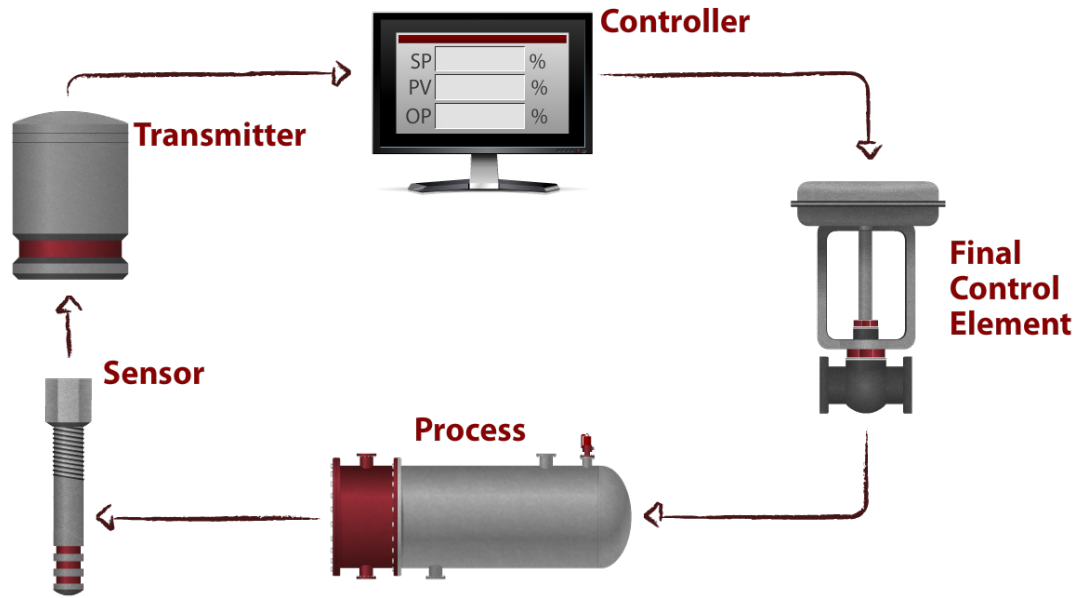 Controller
SP %
PV %
OP %
Transmitter
Final
Control
Element
Sensor
Process